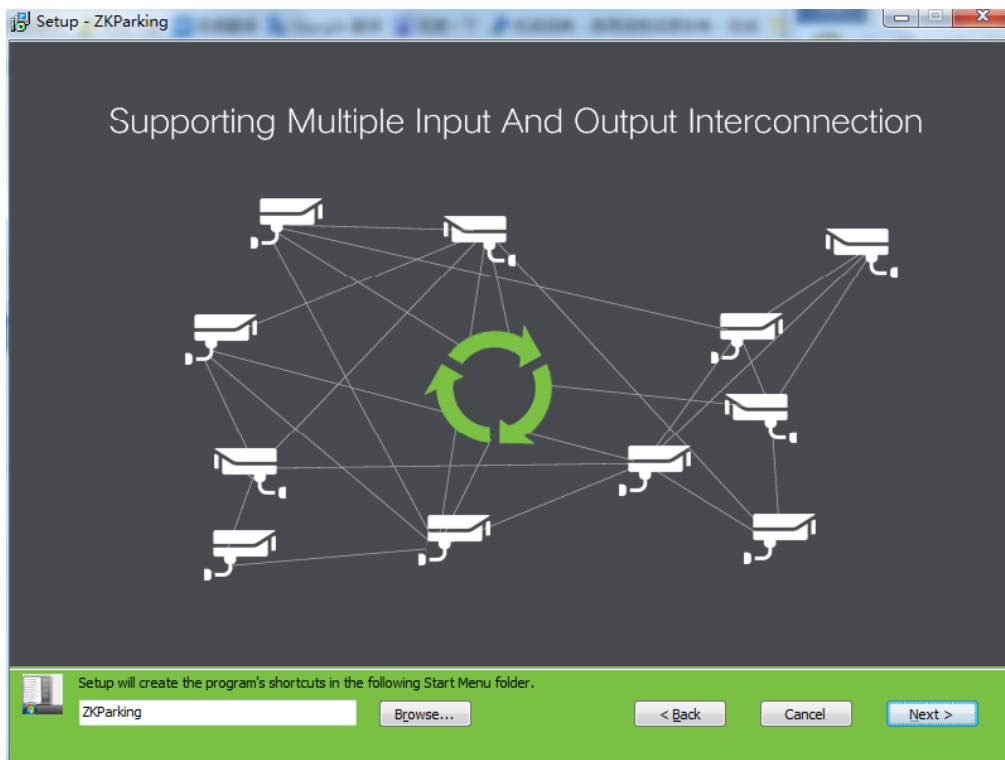 Setup - ZKParking
Supporting Multiple Input And Output Interconnection
Setup will create the program's shortcuts in the following Start Menu folder.
ZKParking
Browse...
< Back
Cancel
Next >